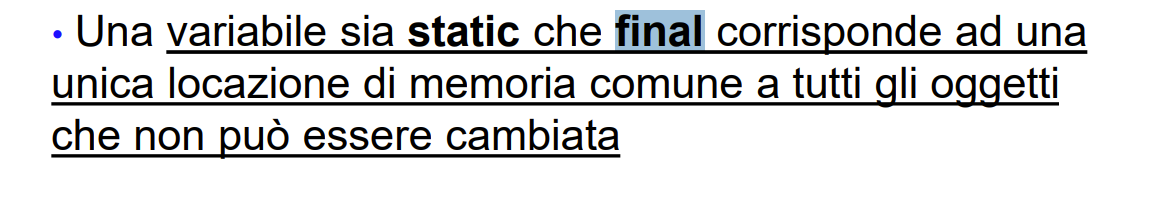 • Una variabile sia static che final corrisponde ad una
unica locazione di memoria comune a tutti gli oggetti
che non può essere cambiata